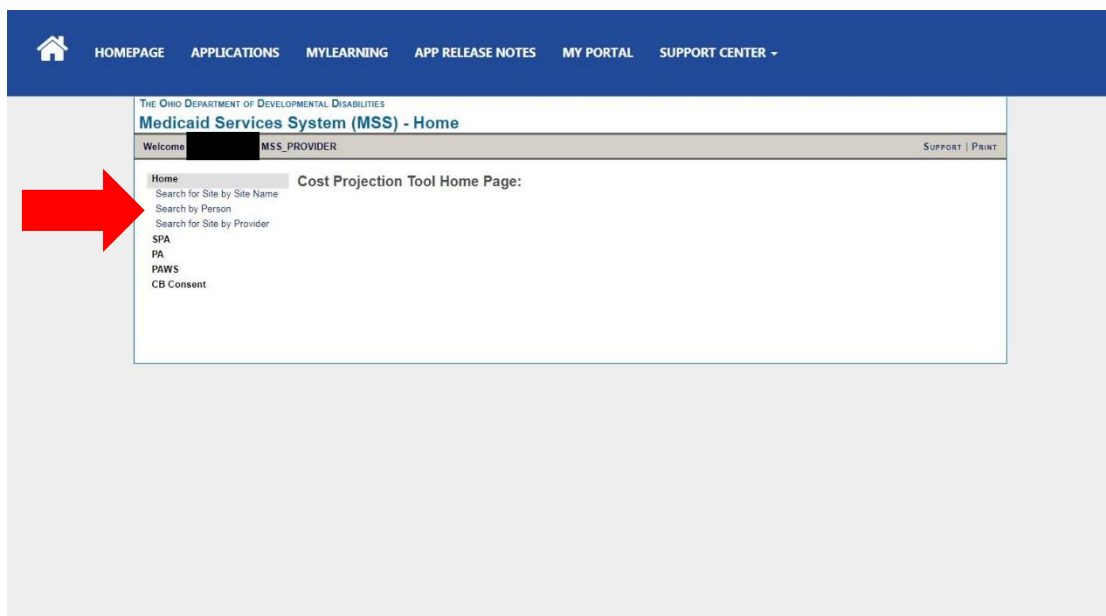 HOMEPAGE APPLICATIONS MYLEARNING APP RELEASE NOTES MY PORTAL SUPPORT CENTER
THE OHIO DEPARTMENT OF DEVELOPMENTAL DISABILITIES
Medicaid Services System (MSS) - Home
Welcome MSS_PROVIDER SUPPORT | PRINT
Home
Cost Projection Tool Home Page:
Search for Site by Site Name
Search by Person
Search for Site by Provider
SPA
PA
PAWS
CB Consent